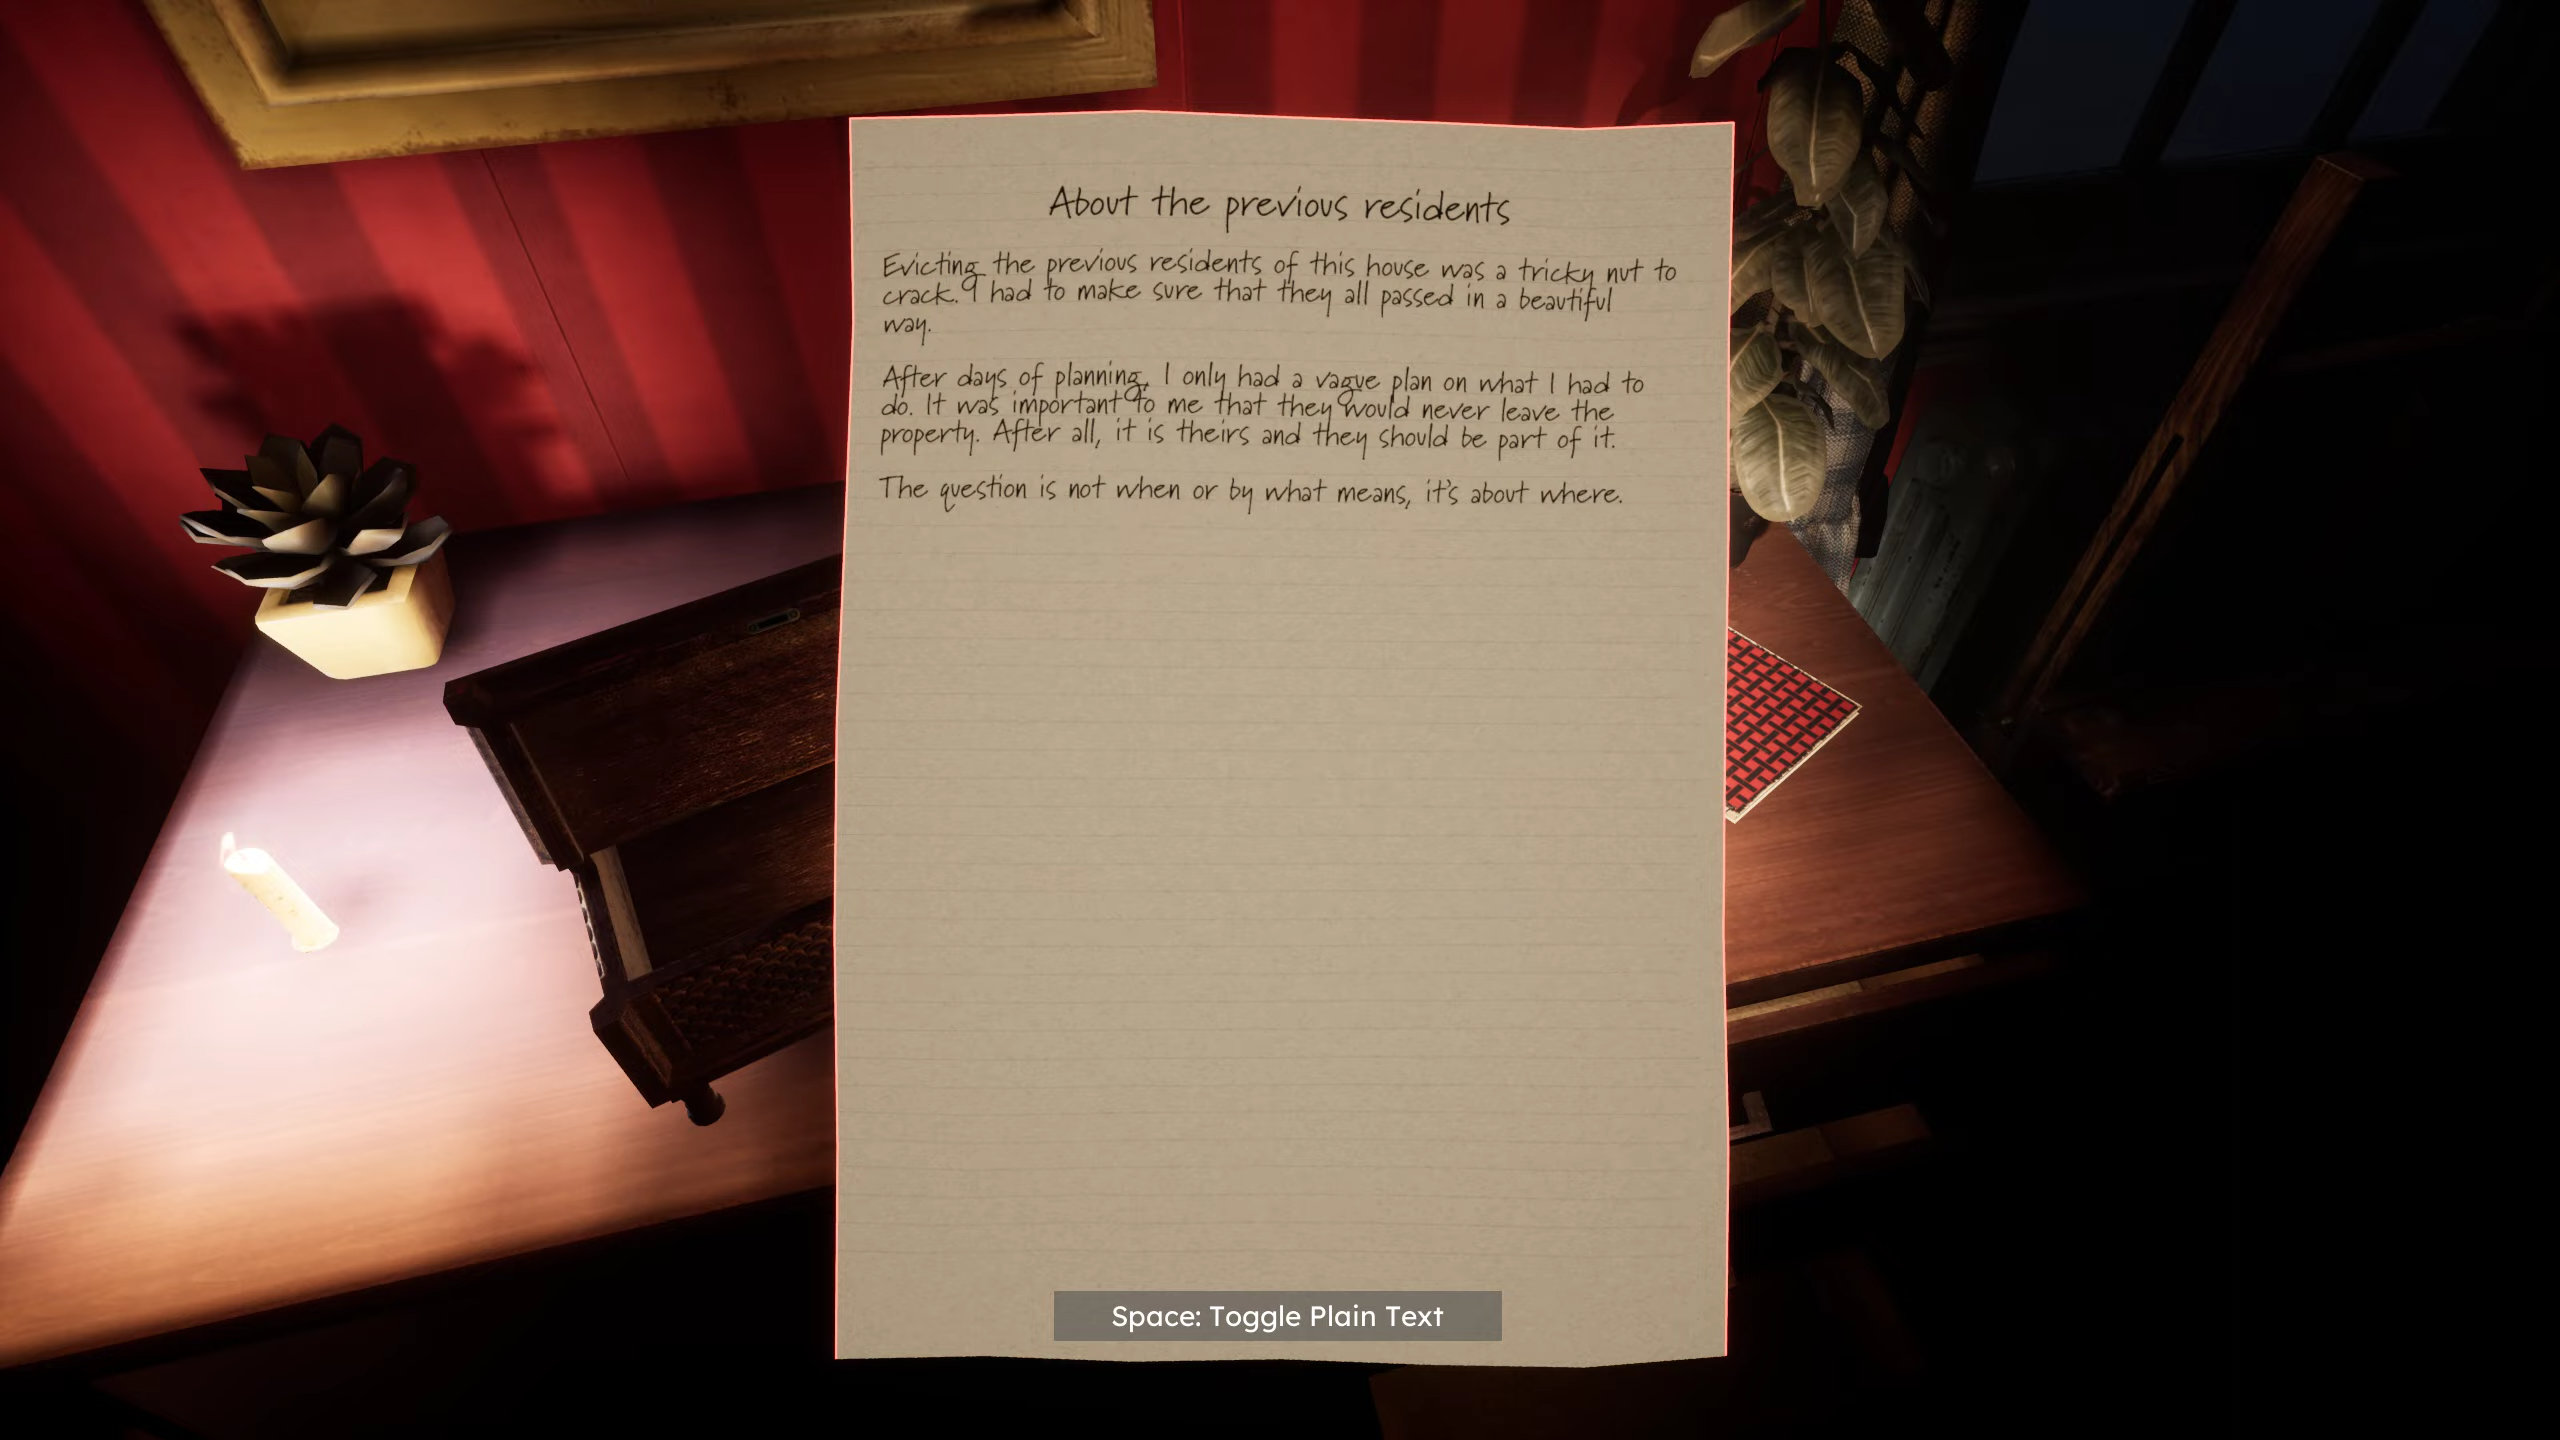 About the previous residents
Evicting the previous residents of this house was a tricky nut to
crack. I had to make sure that they all passed in a beautiful
way.
After days of planning, I only had a vague plan on what I had to
do. It was important to me that they would never leave the
property. After all, it is theirs and they should be part of it.
The question is not when or by what means, it's about where.
Space: Toggle Plain Text